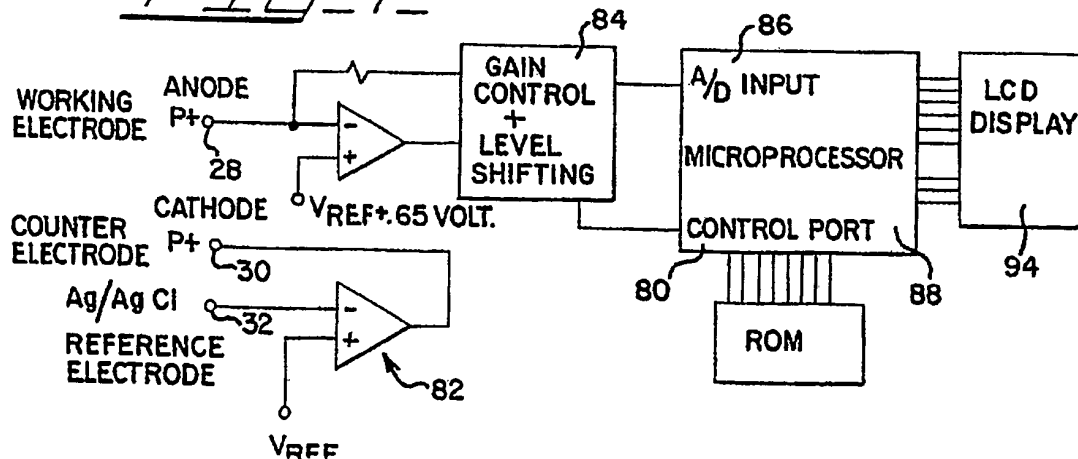 84
86
GAIN
CONTROL
+
LEVEL
SHIFTING
A/D INPUT
MICROPROCESSOR
CONTROL PORT
LCD
DISPLAY
WORKING
ELECTRODE
ANODE
P+
28
-
+
VREF+.65 VOLT.
CATHODE
COUNTER
ELECTRODE
P+
30
Ag/Ag Cl
32
REFERENCE
ELECTRODE
-
+
82
VREF
80
88
94
ROM